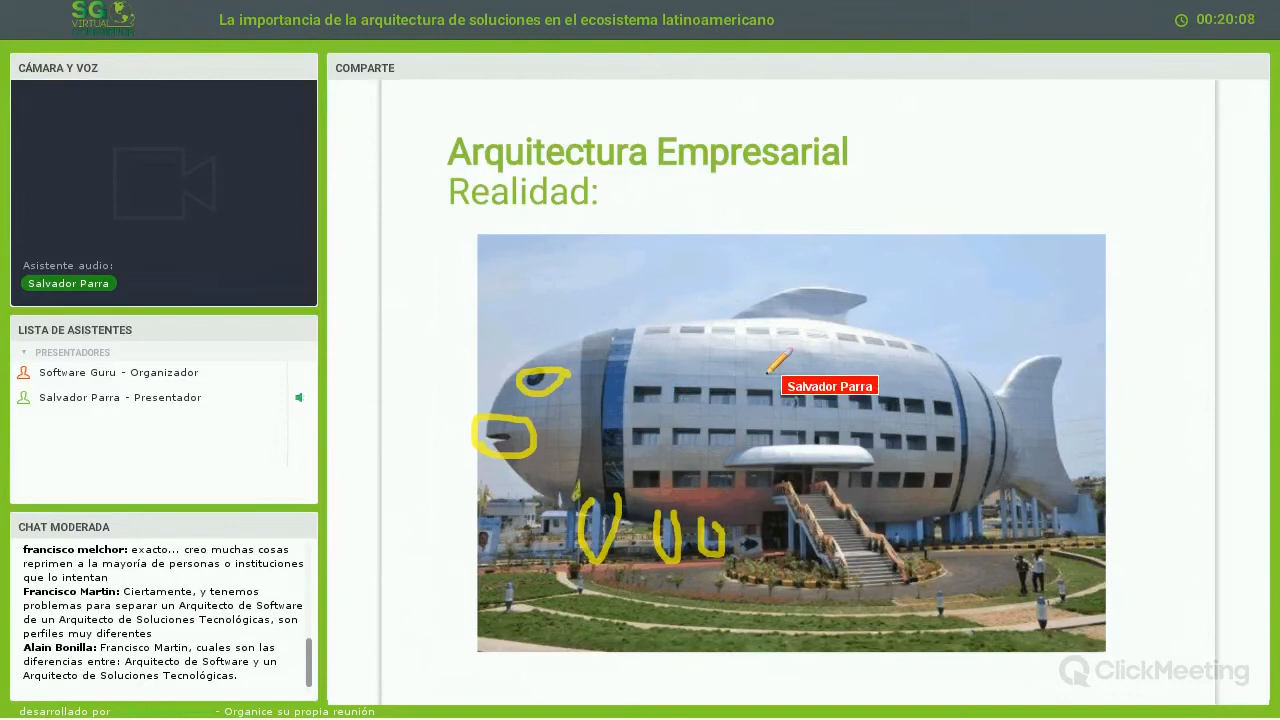 SG
VIRTUAL
CONFERENCE
La importancia de la arquitectura de soluciones en el ecosistema latinoamericano
00:20:08
CÁMARA Y VOZ
Asistente audio:
Salvador Parra
LISTA DE ASISTENTES
PRESENTADORES
Software Guru - Organizador
Salvador Parra - Presentador
CHAT MODERADA
francisco melchor: exacto... creo muchas cosas
reprimen a la mayoría de personas o instituciones
que lo intentan
Francisco Martin: Ciertamente, y tenemos
problemas para separar un Arquitecto de Software
de un Arquitecto de Soluciones Tecnológicas, son
perfiles muy diferentes
Alain Bonilla: Francisco Martin, cuales son las
diferencias entre: Arquitecto de Software y un
Arquitecto de Soluciones Tecnológicas.
desarrollado por - Organice su propia reunión
COMPARTE
Arquitectura Empresarial
Realidad:
Salvador Parra
ClickMeeting